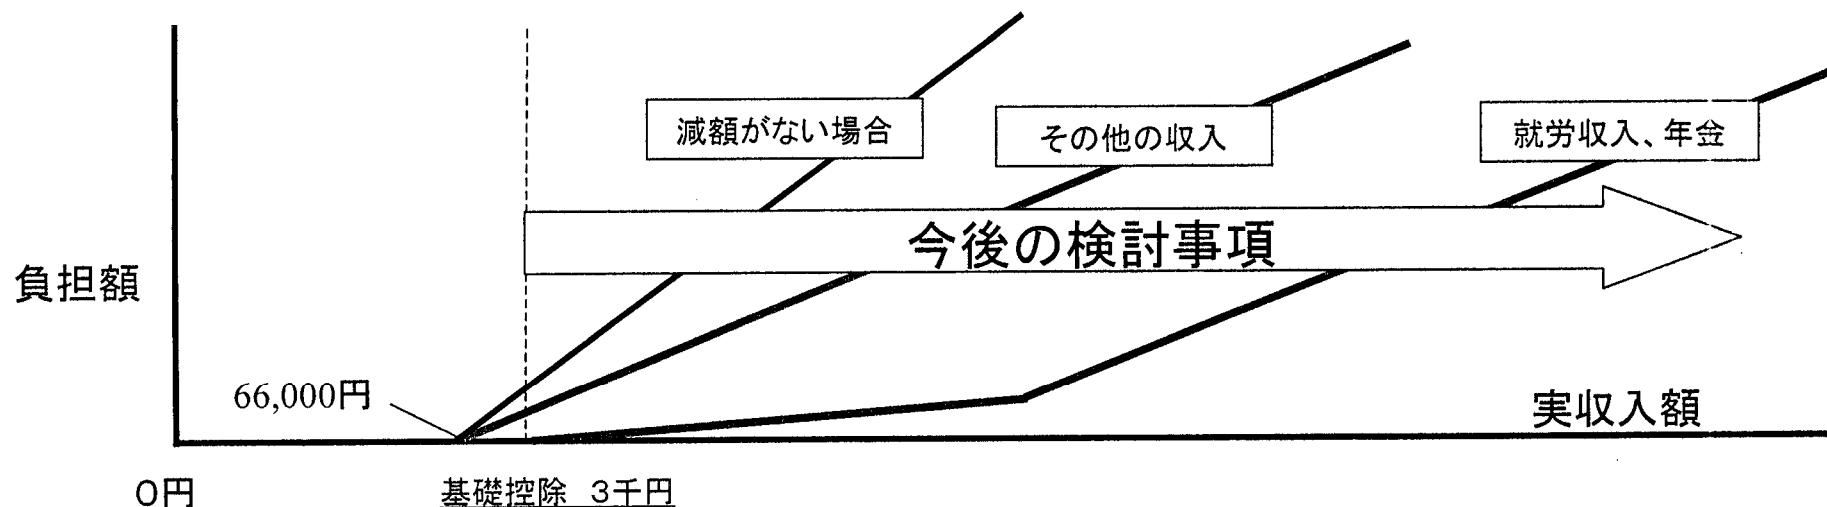 減額がない場合
その他の収入
就労収入、年金
今後の検討事項
負担額
66,000円
実収入額
0円
基礎控除 3千円